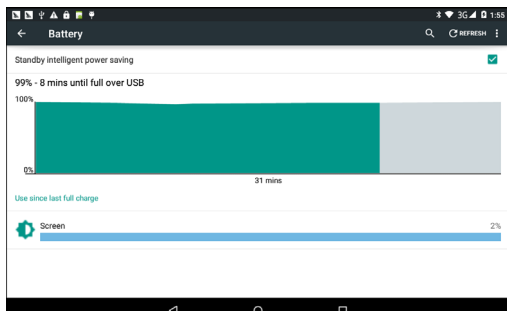 3G 1:55
Battery
REFRESH
Standby intelligent power saving
99% - 8 mins until full over USB
100%
0%
31 mins
Use since last full charge
Screen 2%